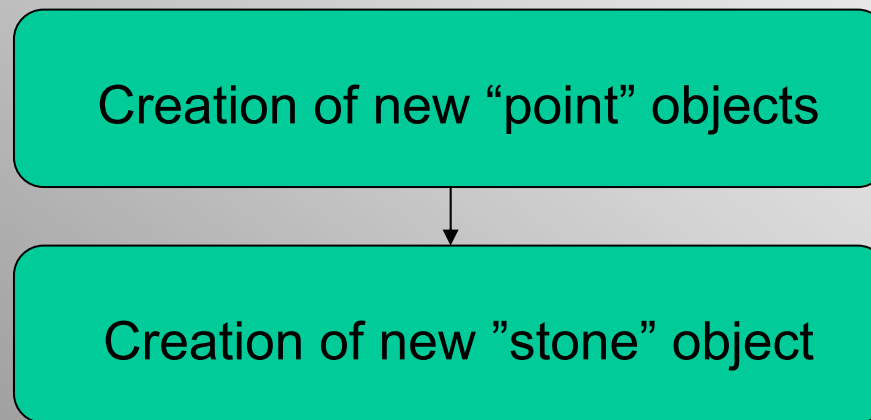 Creation of new “point” objects
Creation of new ”stone” object